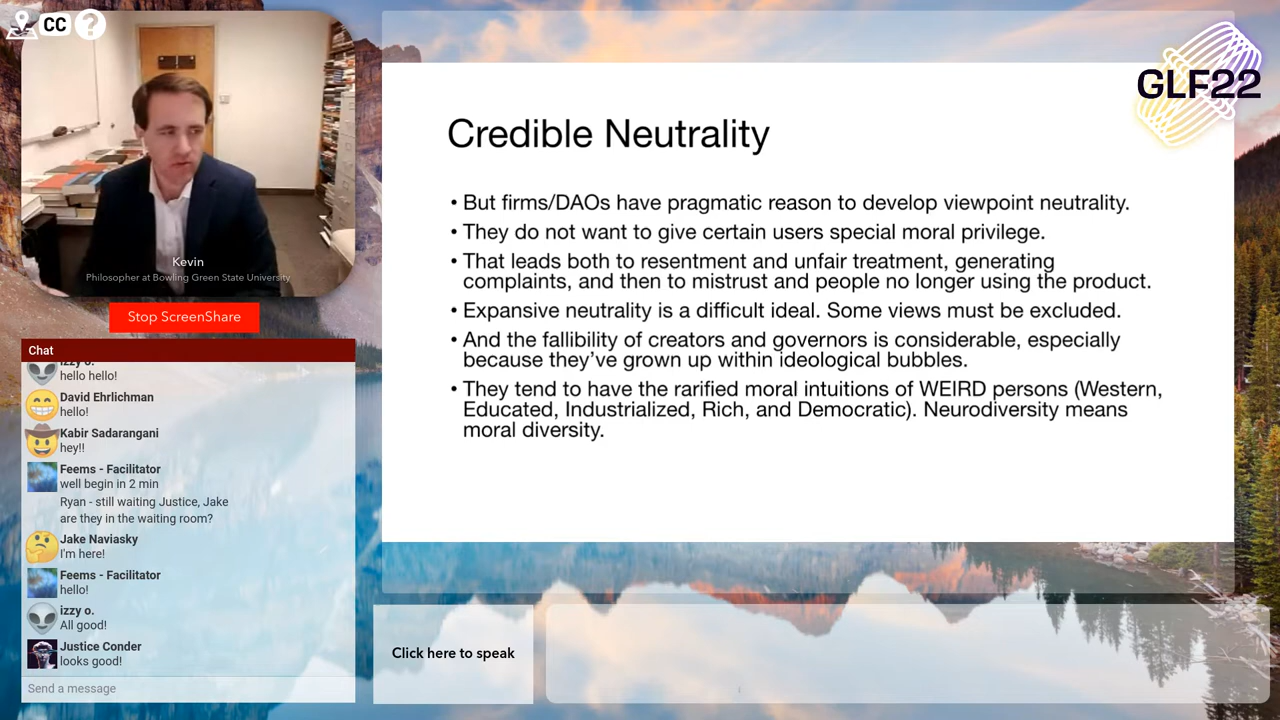 CC
?
GLF22
Kevin
Philosopher at Bowling Green State University
Stop ScreenShare
Credible Neutrality
• But firms/DAOs have pragmatic reason to develop viewpoint neutrality.
• They do not want to give certain users special moral privilege.
• That leads both to resentment and unfair treatment, generating
complaints, and then to mistrust and people no longer using the product.
• Expansive neutrality is a difficult ideal. Some views must be excluded.
• And the fallibility of creators and governors is considerable, especially
because they’ve grown up within ideological bubbles.
• They tend to have the rarified moral intuitions of WEIRD persons (Western,
Educated, Industrialized, Rich, and Democratic). Neurodiversity means
moral diversity.
Chat
izzy o.
hello hello!
David Ehrlichman
hello!
Kabir Sadarangani
hey!!
Feems - Facilitator
well begin in 2 min
Ryan - still waiting Justice, Jake
are they in the waiting room?
Jake Naviasky
I'm here!
Feems - Facilitator
hello!
izzy o.
All good!
Justice Conder
looks good!
Send a message
Click here to speak